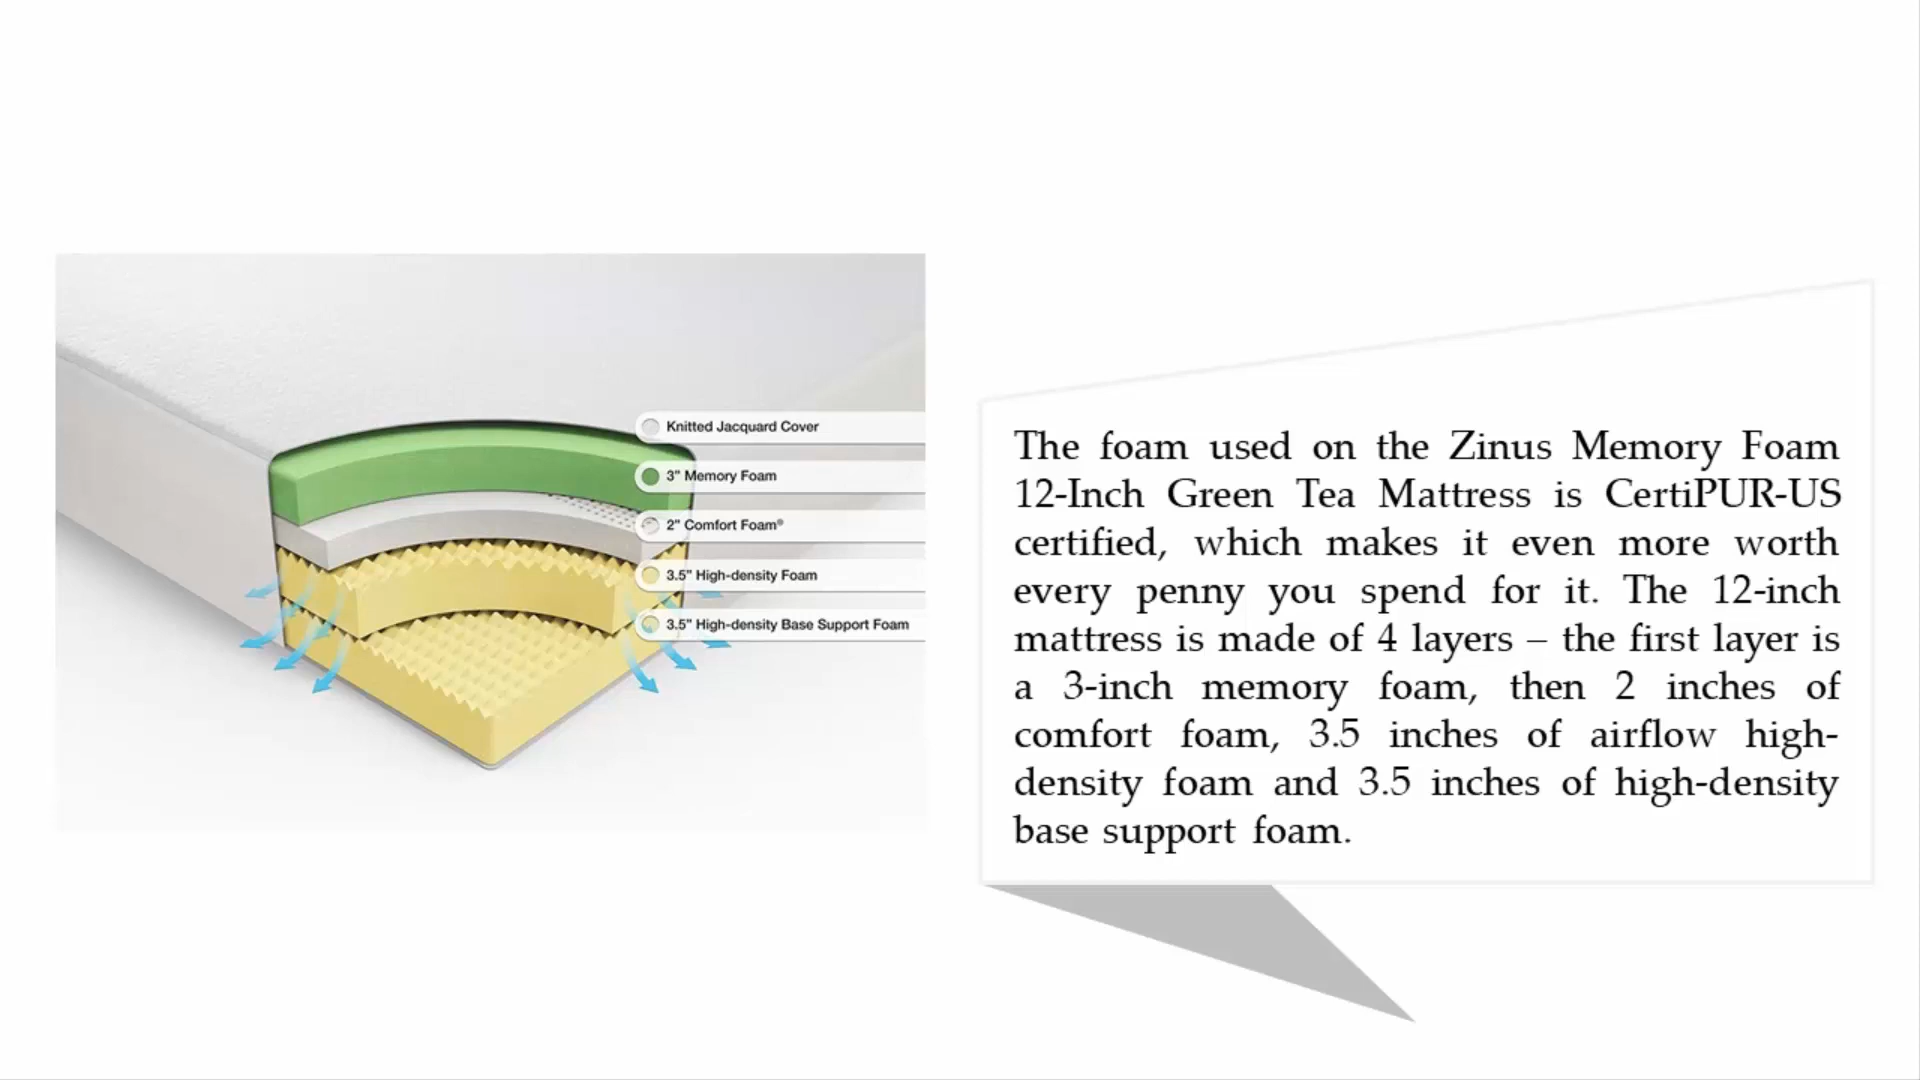 Knitted Jacquard Cover
3" Memory Foam
2" Comfort Foam®
3.5" High-density Foam
3.5" High-density Base Support Foam
The foam used on the Zinus Memory Foam
12-Inch Green Tea Mattress is CertiPUR-US
certified, which makes it even more worth
every penny you spend for it. The 12-inch
mattress is made of 4 layers – the first layer is
a 3-inch memory foam, then 2 inches of
comfort foam, 3.5 inches of airflow high-
density foam and 3.5 inches of high-density
base support foam.